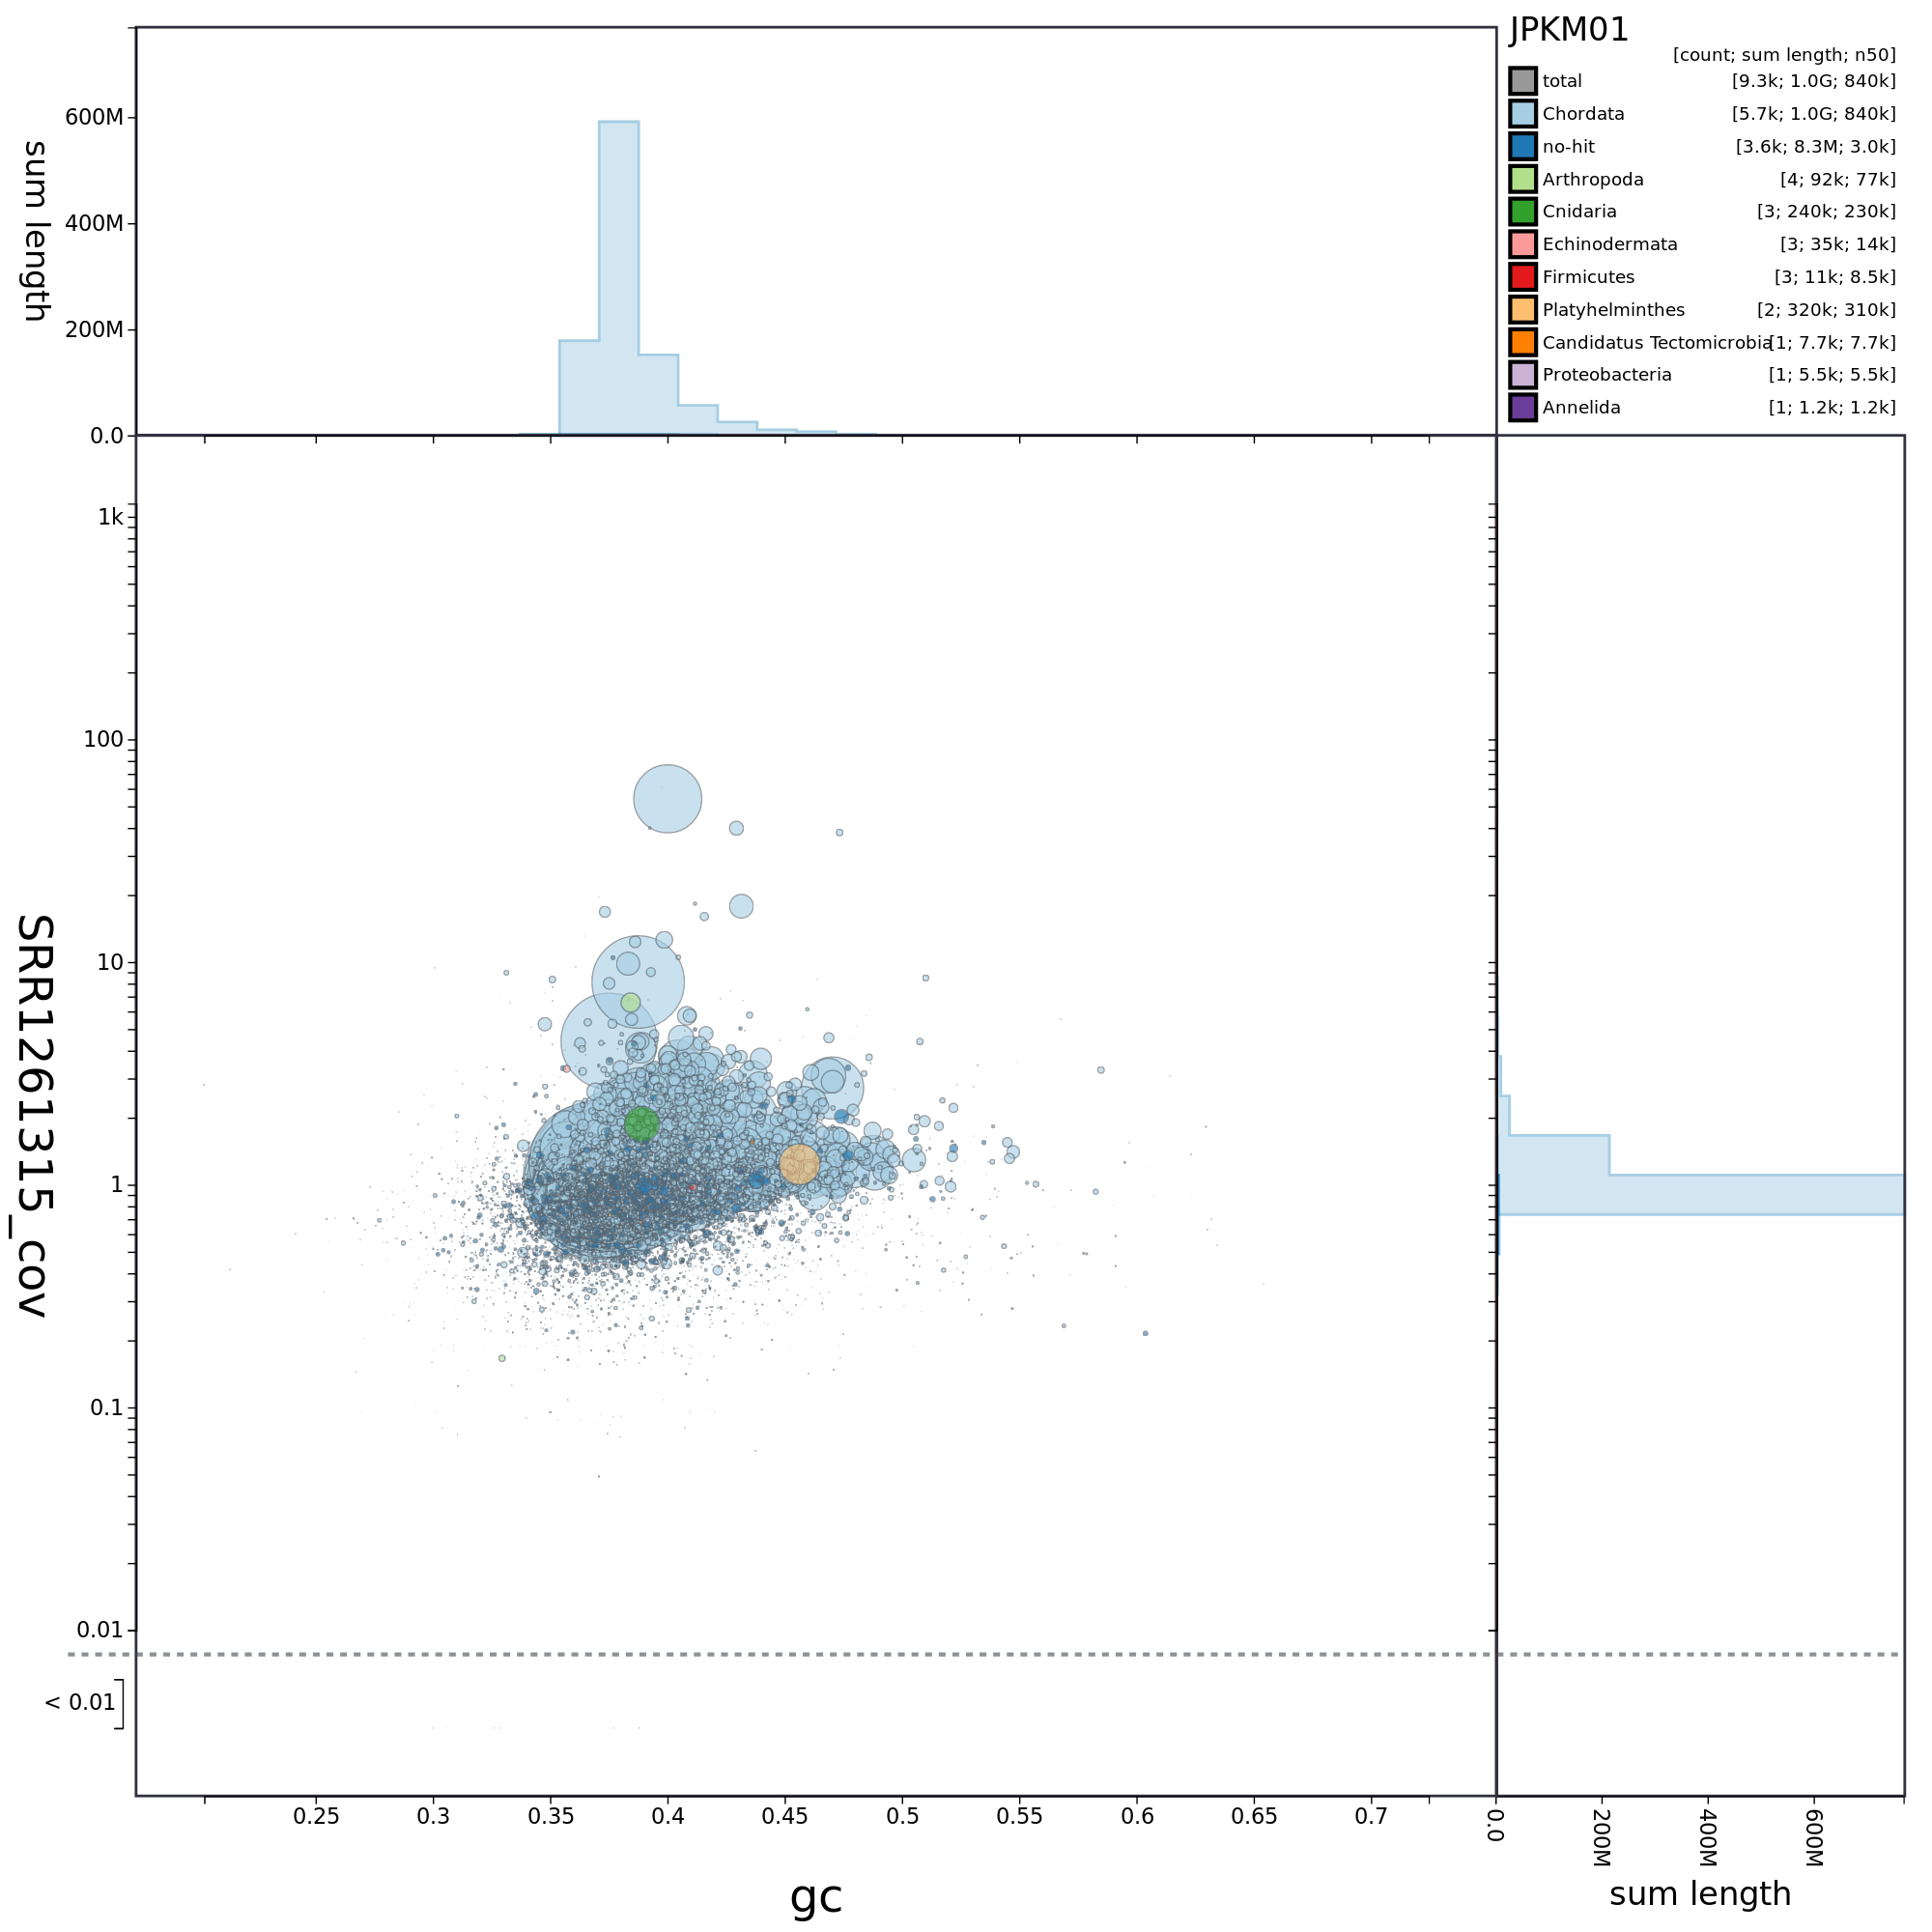 JPKM01
[count; sum length; n50]
total [9.3k; 1.0G; 840k]
Chordata [5.7k; 1.0G; 840k]
no-hit [3.6k; 8.3M; 3.0k]
Arthropoda [4; 92k; 77k]
Cnidaria [3; 240k; 230k]
Echinodermata [3; 35k; 14k]
Firmicutes [3; 11k; 8.5k]
Platyhelminthes [2; 320k; 310k]
Candidatus Tectomicrobia [1; 7.7k; 7.7k]
Proteobacteria [1; 5.5k; 5.5k]
Annelida [1; 1.2k; 1.2k]
sum length
600M
400M
200M
0.0
SRR1261315_cov
1k
100
10
1
0.1
0.01
< 0.01
0.25 0.3 0.35 0.4 0.45 0.5 0.55 0.6 0.65 0.7
gc
0.0 200M 400M 600M
sum length